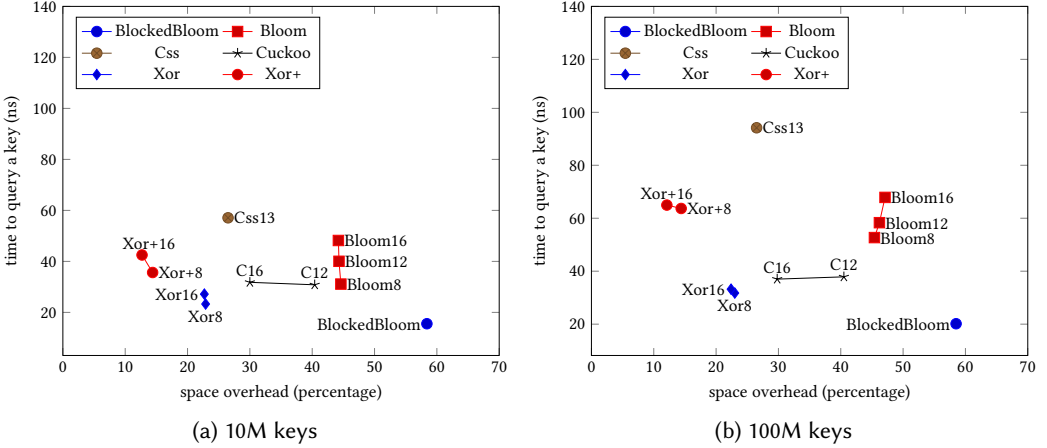 140
120
100
80
60
40
20
0 10 20 30 40 50 60 70
time to query a key (ns)
space overhead (percentage)
BlockedBloom Bloom
Css Cuckoo
Xor Xor+
Css13
Xor+16
Xor+8
Xor16
Xor8
C16
C12
Bloom16
Bloom12
Bloom8
BlockedBloom
(a) 10M keys
140
120
100
80
60
40
20
0 10 20 30 40 50 60 70
time to query a key (ns)
space overhead (percentage)
BlockedBloom Bloom
Css Cuckoo
Xor Xor+
Css13
Xor+16
Xor+8
Xor16
Xor8
C16
C12
Bloom16
Bloom12
Bloom8
BlockedBloom
(b) 100M keys